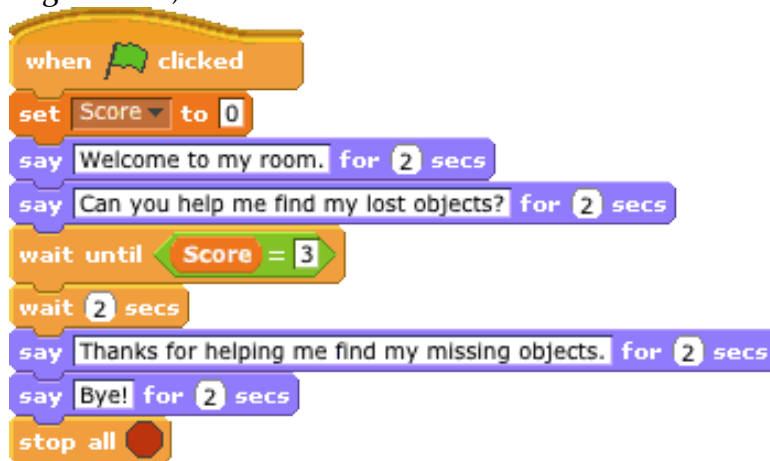 when clicked
set Score to 0
say Welcome to my room. for 2 secs
say Can you help me find my lost objects? for 2 secs
wait until Score = 3
wait 2 secs
say Thanks for helping me find my missing objects. for 2 secs
say Bye! for 2 secs
stop all